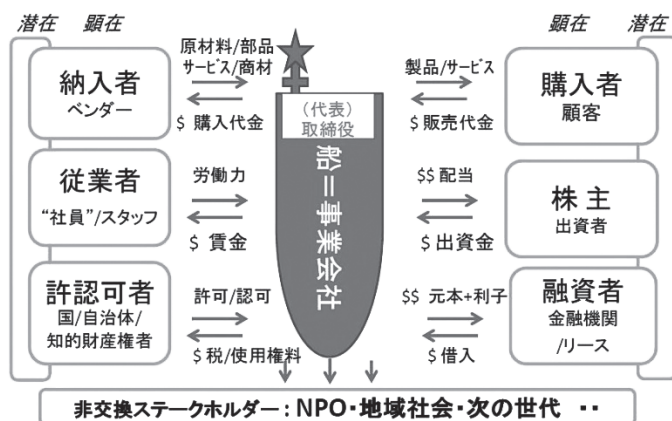 潜在 顕在
顕在 潜在
納入者
ベンダー
原材料/部品
サービス/商材
$ 購入代金
(代表)
取締役
船＝事業会社
製品/サービス
$ 販売代金
購入者
顧客
従業者
“社員”/スタッフ
労働力
$ 賃金
$$ 配当
$ 出資金
株主
出資者
許認可者
国/自治体/
知的財産権者
許可/認可
$ 税/使用権料
$$ 元本+利子
$ 借入
融資者
金融機関
/リース
非交換ステークホルダー：NPO・地域社会・次の世代 ‥